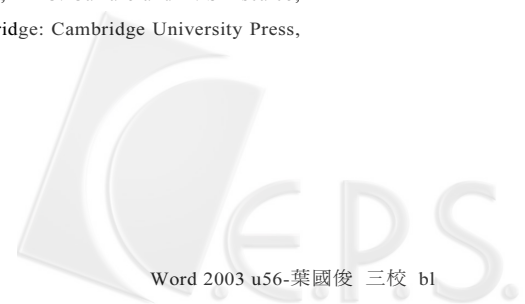 idge: Cambridge University Press,
C.E.P.S.
Word 2003 u56-葉國俊 三校 bl